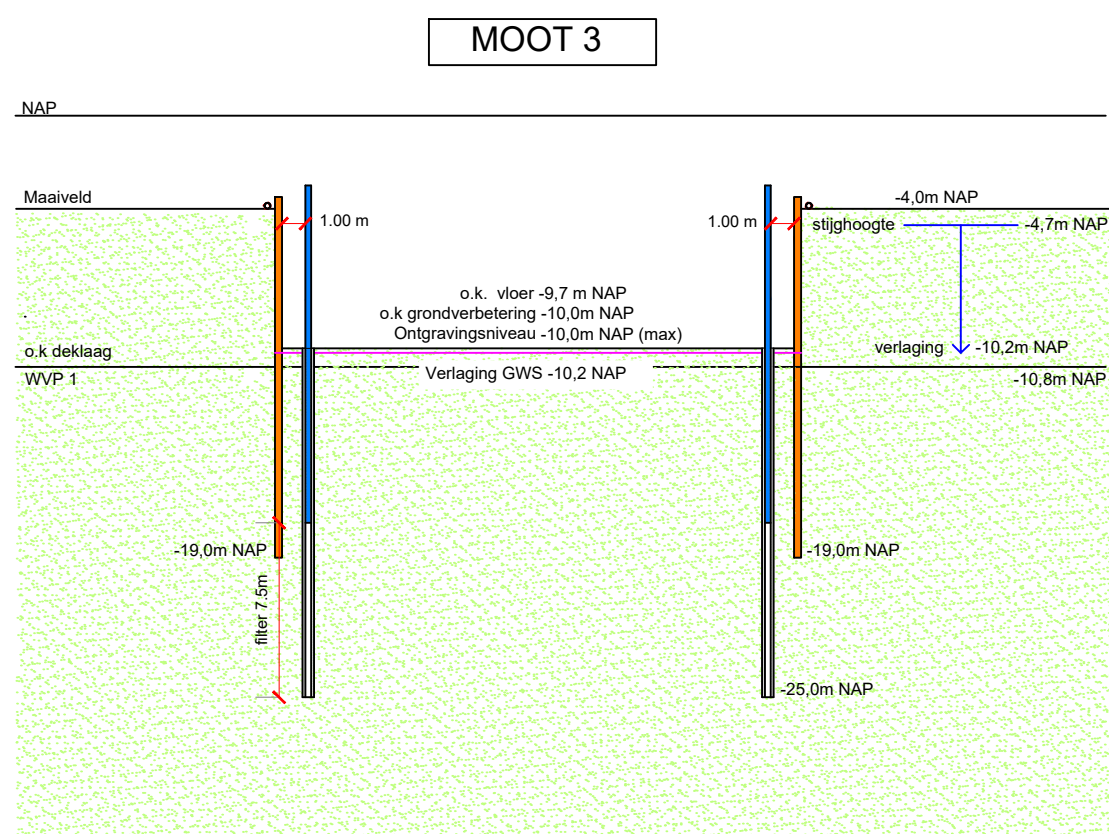 MOOT 3
NAP
Maaiveld
-4,0m NAP
1.00 m
1.00 m
stijghoogte
-4,7m NAP
o.k. vloer -9,7 m NAP
o.k grondverbetering -10,0m NAP
Ontgravingsniveau -10,0m NAP (max)
.
o.k deklaag
verlaging
-10,2m NAP
WVP 1
Verlaging GWS -10,2 NAP
-10,8m NAP
-19,0m NAP
-19,0m NAP
filter 7.5m
-25,0m NAP